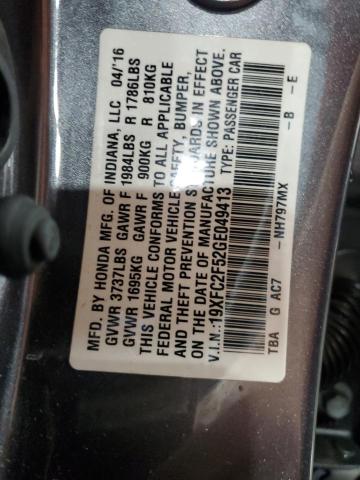 MFD. BY HONDA MFG. OF INDIANA, LLC 04/'16
GVWR 3737LBS GAWR F 1984LBS R 1786LBS
GVWR 1695KG GAWR F 900KG R 810KG
THIS VEHICLE CONFORMS TO ALL APPLICABLE
FEDERAL MOTOR VEHICLE SAFETY, BUMPER,
AND THEFT PREVENTION STANDARDS IN EFFECT
ON THE DATE OF MANUFACTURE SHOWN ABOVE.
V.I.N.: 19XFC2F52GE049413 TYPE: PASSENGER CAR
TBA G AC7 -NH797MX -B -E